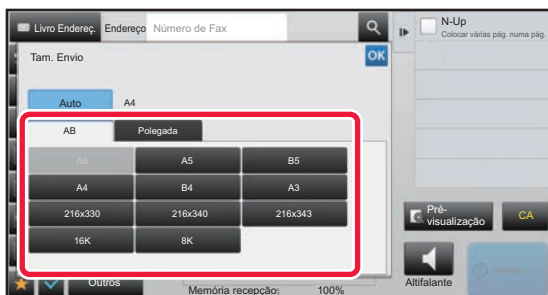 Livro Endereç. Endereço Número de Fax
N-Up
Colocar várias pág. numa pág.
Tam. Envio
OK
Auto A4
AB Polegada
A6 A5 B5
A4 B4 A3
216x330 216x340 216x343
16K 8K
Pré-
visualização
CA
Outros
Memória recepção: 100%
Altifalante